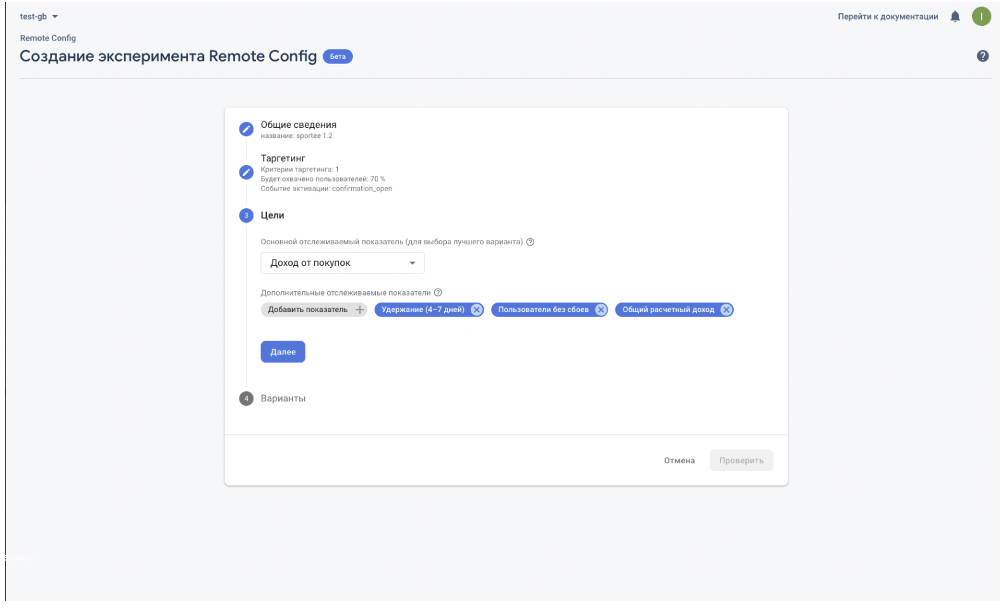 test-gb
Перейти к документации
I
Remote Config
Создание эксперимента Remote Config Бета
?
Общие сведения
название: sportee 1.2
Таргетинг
Критерии таргетинга: 1
Будет охвачено пользователей: 70 %
Событие активации: confirmation_open
3 Цели
Основной отслеживаемый показатель (для выбора лучшего варианта) ?
Доход от покупок
Дополнительные отслеживаемые показатели ?
Добавить показатель + Удержание (4–7 дней) Пользователи без сбоев Общий расчетный доход
Далее
4 Варианты
Отмена Проверить